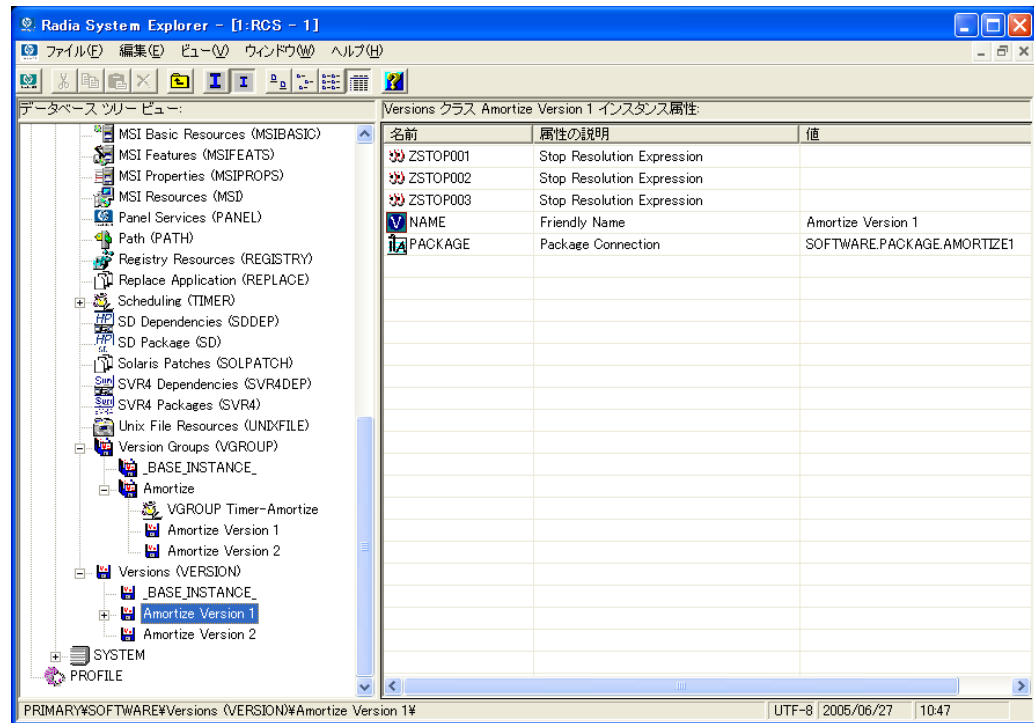 Radia System Explorer - [1:RCS - 1]
ファイル(F) 編集(E) ビュー(V) ウィンドウ(W) ヘルプ(H)
データベース ツリー ビュー:
MSI Basic Resources (MSIBASIC)
MSI Features (MSIFEATS)
MSI Properties (MSIPROPS)
MSI Resources (MSI)
Panel Services (PANEL)
Path (PATH)
Registry Resources (REGISTRY)
Replace Application (REPLACE)
Scheduling (TIMER)
SD Dependencies (SDDEP)
SD Package (SD)
Solaris Patches (SOLPATCH)
SVR4 Dependencies (SVR4DEP)
SVR4 Packages (SVR4)
Unix File Resources (UNIXFILE)
Version Groups (VGROUP)
_BASE_INSTANCE_
Amortize
VGROUP Timer-Amortize
Amortize Version 1
Amortize Version 2
Versions (VERSION)
_BASE_INSTANCE_
Amortize Version 1
Amortize Version 2
SYSTEM
PROFILE
Versions クラス Amortize Version 1 インスタンス属性:
名前 属性の説明 値
ZSTOP001 Stop Resolution Expression
ZSTOP002 Stop Resolution Expression
ZSTOP003 Stop Resolution Expression
NAME Friendly Name Amortize Version 1
PACKAGE Package Connection SOFTWARE.PACKAGE.AMORTIZE1
PRIMARY¥SOFTWARE¥Versions (VERSION)¥Amortize Version 1¥ UTF-8 2005/06/27 10:47